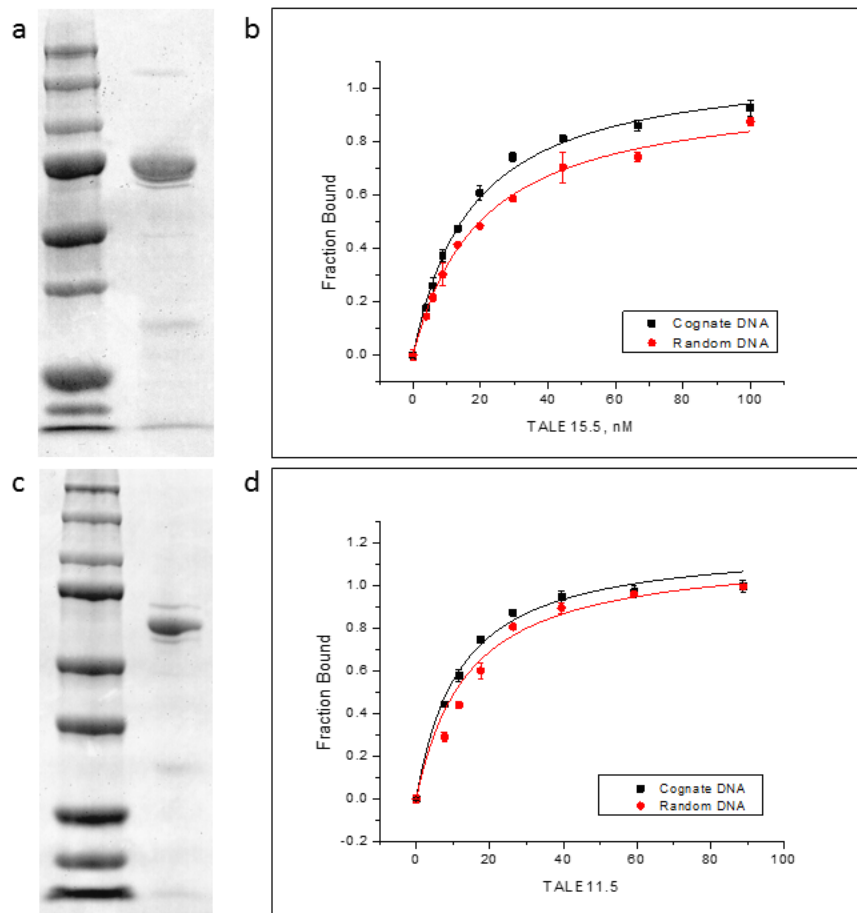 a
b
1.0
0.8
0.6
0.4
0.2
0.0
Fraction Bound
Cognate DNA
Random DNA
0 20 40 60 80 100
TALE 15.5, nM
c
d
1.2
1.0
0.8
0.6
0.4
0.2
0.0
-0.2
Fraction Bound
Cognate DNA
Random DNA
0 20 40 60 80 100
TALE 11.5